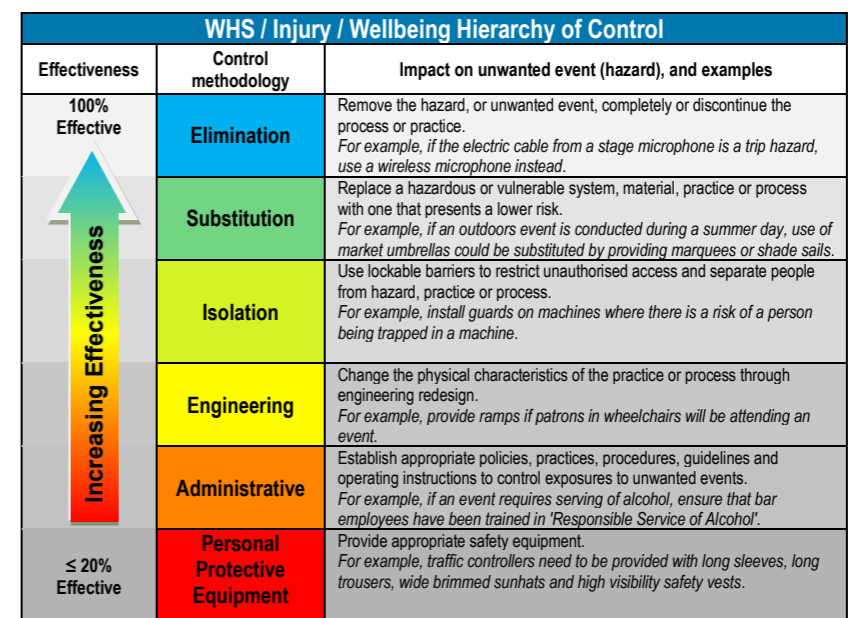 WHS / Injury / Wellbeing Hierarchy of Control
Effectiveness
Control
methodology
Impact on unwanted event (hazard), and examples
100%
Effective
Elimination
Remove the hazard, or unwanted event, completely or discontinue the
process or practice.
For example, if the electric cable from a stage microphone is a trip hazard,
use a wireless microphone instead.
Increasing Effectiveness
Substitution
Replace a hazardous or vulnerable system, material, practice or process
with one that presents a lower risk.
For example, if an outdoors event is conducted during a summer day, use of
market umbrellas could be substituted by providing marquees or shade sails.
Isolation
Use lockable barriers to restrict unauthorised access and separate people
from hazard, practice or process.
For example, install guards on machines where there is a risk of a person
being trapped in a machine.
Engineering
Change the physical characteristics of the practice or process through
engineering redesign.
For example, provide ramps if patrons in wheelchairs will be attending an
event.
Administrative
Establish appropriate policies, practices, procedures, guidelines and
operating instructions to control exposures to unwanted events.
For example, if an event requires serving of alcohol, ensure that bar
employees have been trained in 'Responsible Service of Alcohol'.
≤ 20%
Effective
Personal
Protective
Equipment
Provide appropriate safety equipment.
For example, traffic controllers need to be provided with long sleeves, long
trousers, wide brimmed sunhats and high visibility safety vests.